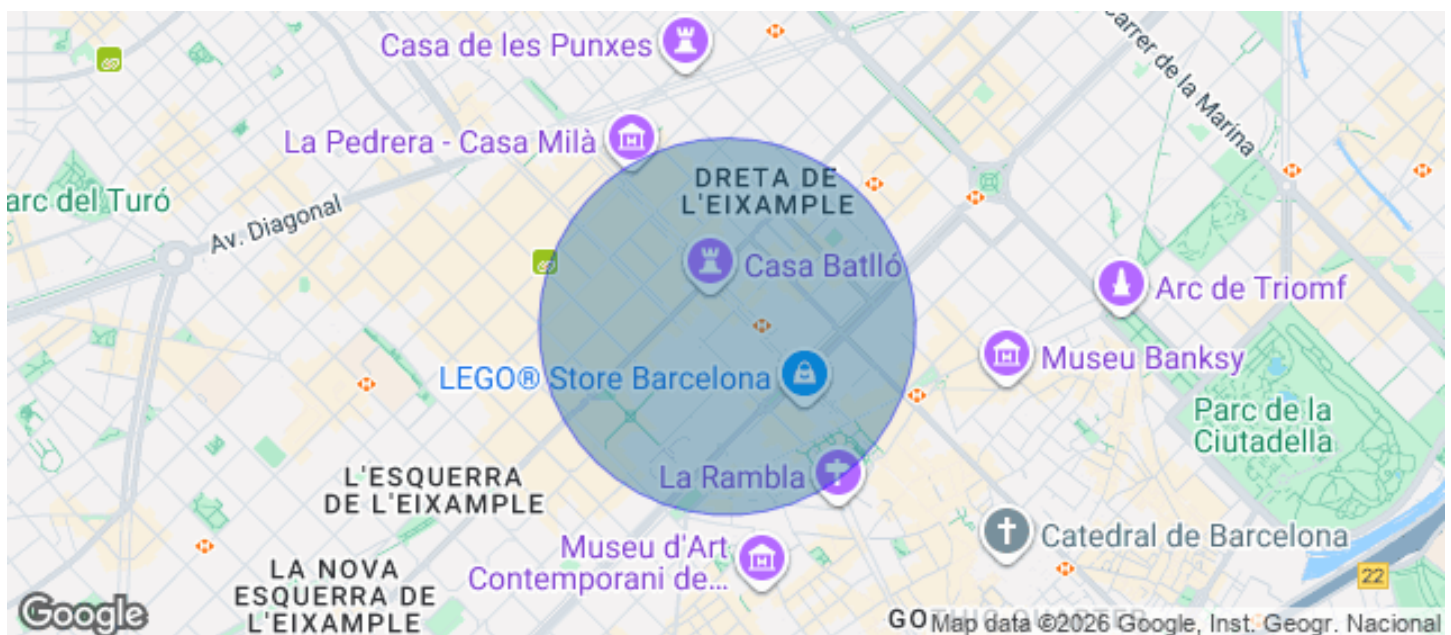 Casa de les Punxes
Carrer de la Marina
La Pedrera - Casa Milà
DRETA DE
L'EIXAMPLE
arc del Turó
Av. Diagonal
Casa Batlló
Arc de Triomf
Museu Banksy
LEGO® Store Barcelona
Parc de la
Ciutadella
L'ESQUERRA
DE L'EIXAMPLE
La Rambla
Catedral de Barcelona
Museu d'Art
Contemporani de...
LA NOVA
ESQUERRA DE
L'EIXAMPLE
22
Google
GOTHIC QUARTER
Map data ©2026 Google, Inst. Geogr. Nacional